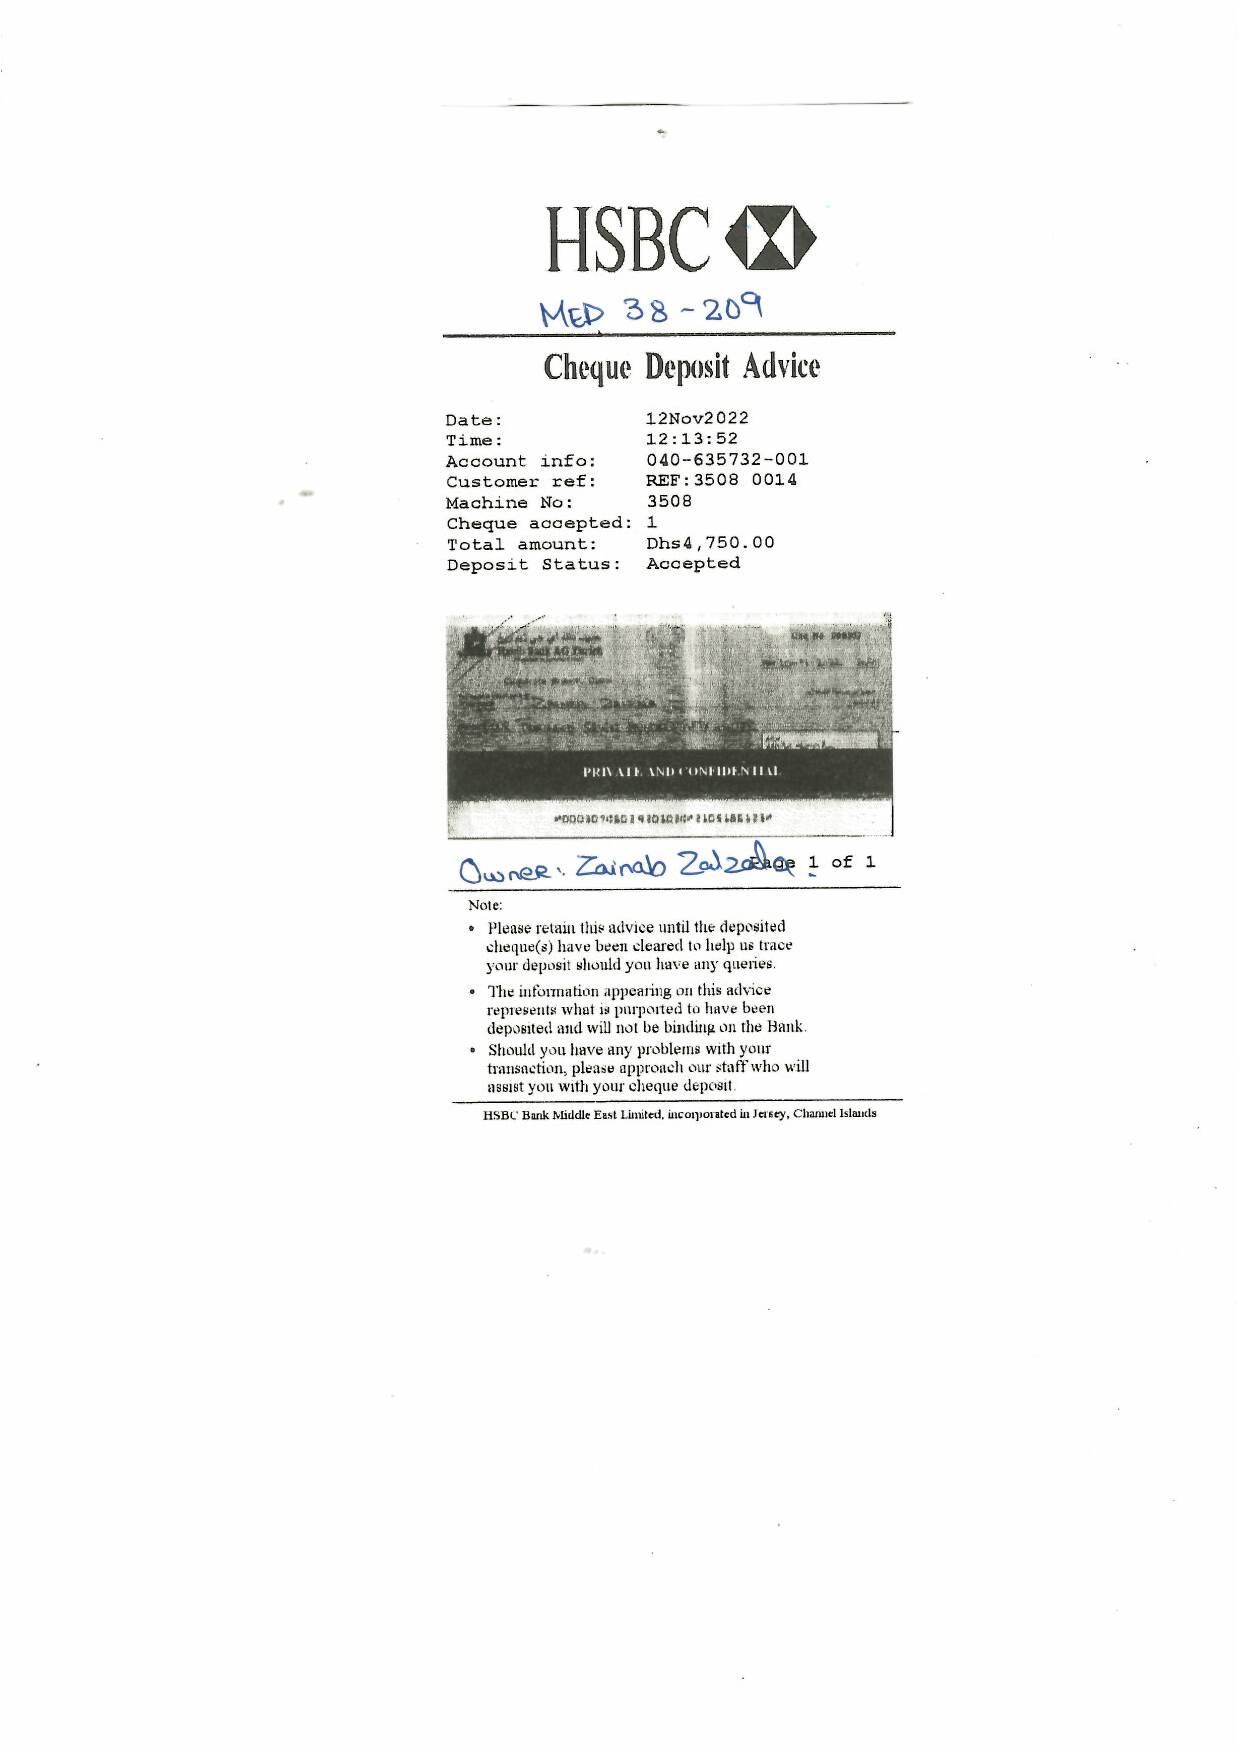 HSBC
MED 38-209
Cheque Deposit Advice
Date: 12Nov2022
Time: 12:13:52
Account info: 040-635732-001
Customer ref: REF:3508 0014
Machine No: 3508
Cheque accepted: 1
Total amount: Dhs4,750.00
Deposit Status: Accepted
PRIVATE AND CONFIDENTIAL
Owner: Zainab Zalzala
Page 1 of 1
Note:
• Please retain this advice until the deposited
cheque(s) have been cleared to help us trace
your deposit should you have any queries.
• The information appearing on this advice
represents what is purported to have been
deposited and will not be binding on the Bank.
• Should you have any problems with your
transaction, please approach our staff who will
assist you with your cheque deposit.
HSBC Bank Middle East Limited, incorporated in Jersey, Channel Islands